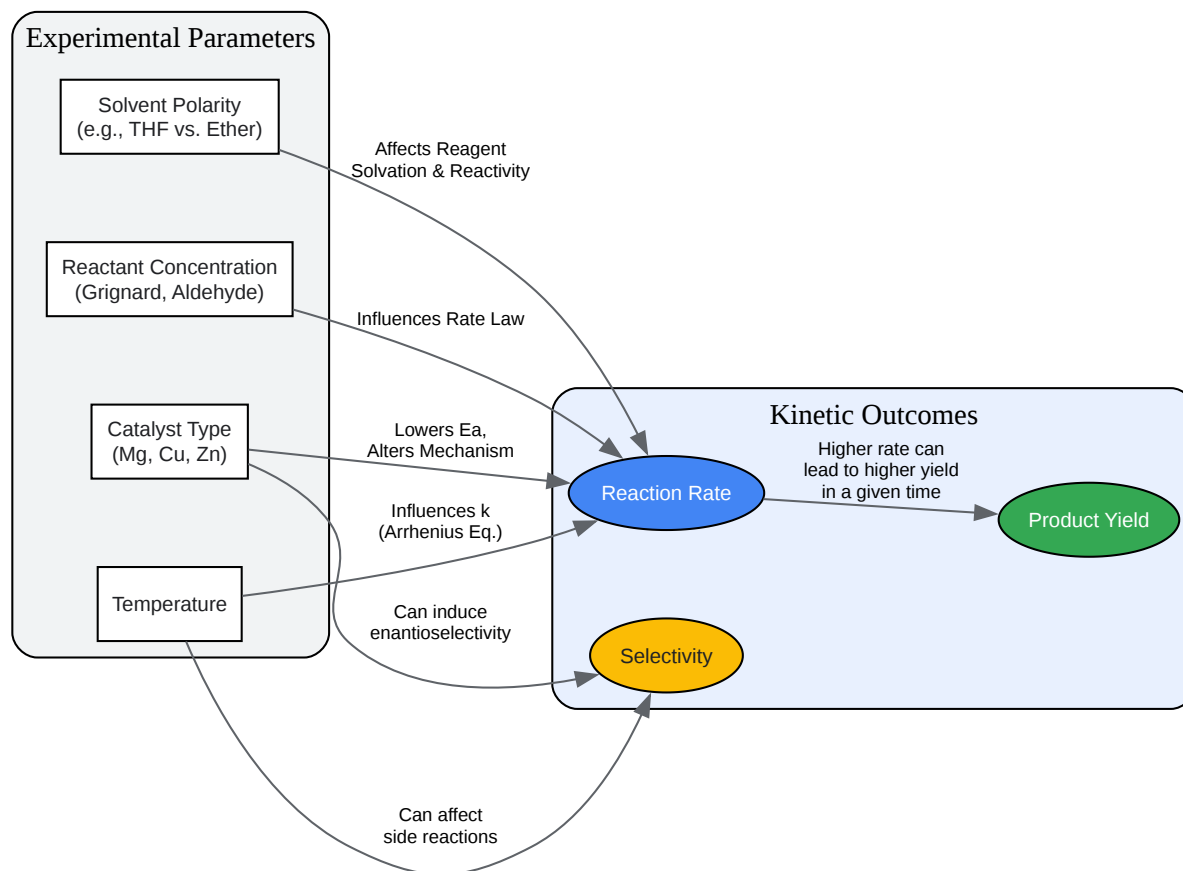 Experimental Parameters
Solvent Polarity
(e.g., THF vs. Ether)
Affects Reagent
Solvation & Reactivity
Reactant Concentration
(Grignard, Aldehyde)
Influences Rate Law
Catalyst Type
(Mg, Cu, Zn)
Lowers Ea,
Alters Mechanism
Influences k
(Arrhenius Eq.)
Temperature
Can induce
enantioselectivity
Can affect
side reactions
Kinetic Outcomes
Reaction Rate
Higher rate can
lead to higher yield
in a given time
Product Yield
Selectivity